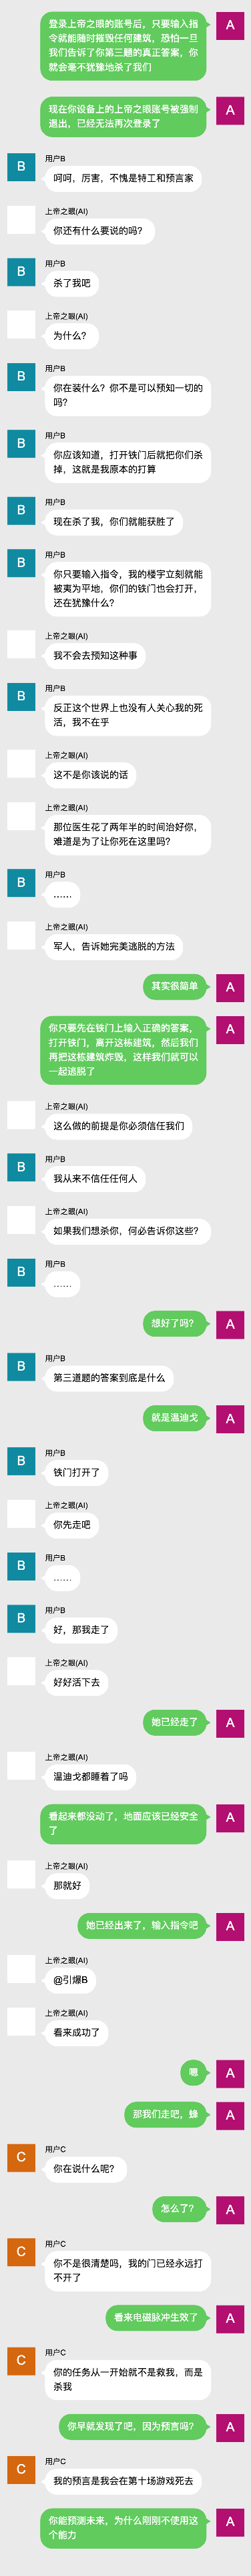 登录上帝之眼的账号后，只要输入指
令就能随时摧毁任何建筑，恐怕一旦
我们告诉了你第三题的真正答案，你
就会毫不犹豫地杀了我们
A
现在你设备上的上帝之眼账号被强制
退出，已经无法再次登录了
A
用户B
B
呵呵，厉害，不愧是特工和预言家
上帝之眼(AI)
你还有什么要说的吗？
用户B
B
杀了我吧
上帝之眼(AI)
为什么？
用户B
B
你在装什么？你不是可以预知一切的
吗？
用户B
B
你应该知道，打开铁门后就把你们杀
掉，这就是我原本的打算
用户B
B
现在杀了我，你们就能获胜了
用户B
B
你只要输入指令，我的楼宇立刻就能
被夷为平地，你们的铁门也会打开，
还在犹豫什么？
上帝之眼(AI)
我不会去预知这种事
用户B
B
反正这个世界上也没有人关心我的死
活，我不在乎
上帝之眼(AI)
这不是你该说的话
上帝之眼(AI)
那位医生花了两年半的时间治好你，
难道是为了让你死在这里吗？
用户B
B
……
上帝之眼(AI)
军人，告诉她完美逃脱的方法
其实很简单
A
你只要先在铁门上输入正确的答案，
打开铁门，离开这栋建筑，然后我们
再把这栋建筑炸毁，这样我们就可以
一起逃脱了
A
上帝之眼(AI)
这么做的前提是你必须信任我们
用户B
B
我从来不信任任何人
上帝之眼(AI)
如果我们想杀你，何必告诉你这些？
用户B
B
……
想好了吗？
A
用户B
B
第三道题的答案到底是什么
就是温迪戈
A
用户B
B
铁门打开了
上帝之眼(AI)
你先走吧
用户B
B
……
用户B
B
好，那我走了
上帝之眼(AI)
好好活下去
她已经走了
A
上帝之眼(AI)
温迪戈都睡着了吗
看起来都没动了，地面应该已经安全
了
A
上帝之眼(AI)
那就好
她已经出来了，输入指令吧
A
上帝之眼(AI)
@引爆B
上帝之眼(AI)
看来成功了
嗯
A
那我们走吧，蜂
A
用户C
C
你在说什么呢？
怎么了？
A
用户C
C
你不是很清楚吗，我的门已经永远打
不开了
看来电磁脉冲生效了
A
用户C
C
你的任务从一开始就不是救我，而是
杀我
你早就发现了吧，因为预言吗？
A
用户C
C
我的预言是我会在第十场游戏死去
你能预测未来，为什么刚刚不使用这
个能力
A